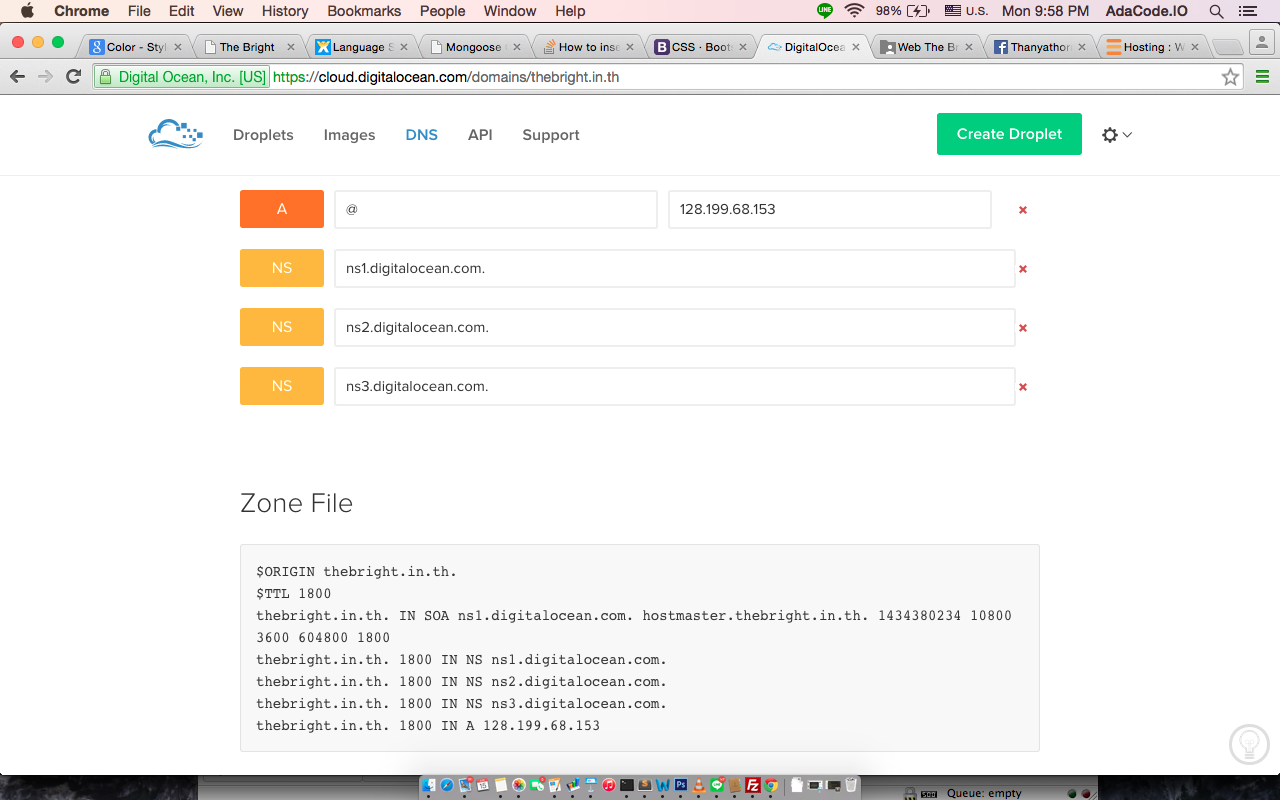 Chrome File Edit View History Bookmarks People Window Help LINE 98% U.S. Mon 9:58 PM AdaCode.IO
Color - Styl The Bright Language S Mongoose How to inse CSS · Boots DigitalOcea Web The Br Thanyathor Hosting : W
Digital Ocean, Inc. [US] https://cloud.digitalocean.com/domains/thebright.in.th
Droplets Images DNS API Support Create Droplet
A @ 128.199.68.153
NS ns1.digitalocean.com.
NS ns2.digitalocean.com.
NS ns3.digitalocean.com.
Zone File
$ORIGIN thebright.in.th.
$TTL 1800
thebright.in.th. IN SOA ns1.digitalocean.com. hostmaster.thebright.in.th. 1434380234 10800
3600 604800 1800
thebright.in.th. 1800 IN NS ns1.digitalocean.com.
thebright.in.th. 1800 IN NS ns2.digitalocean.com.
thebright.in.th. 1800 IN NS ns3.digitalocean.com.
thebright.in.th. 1800 IN A 128.199.68.153
Queue: empty